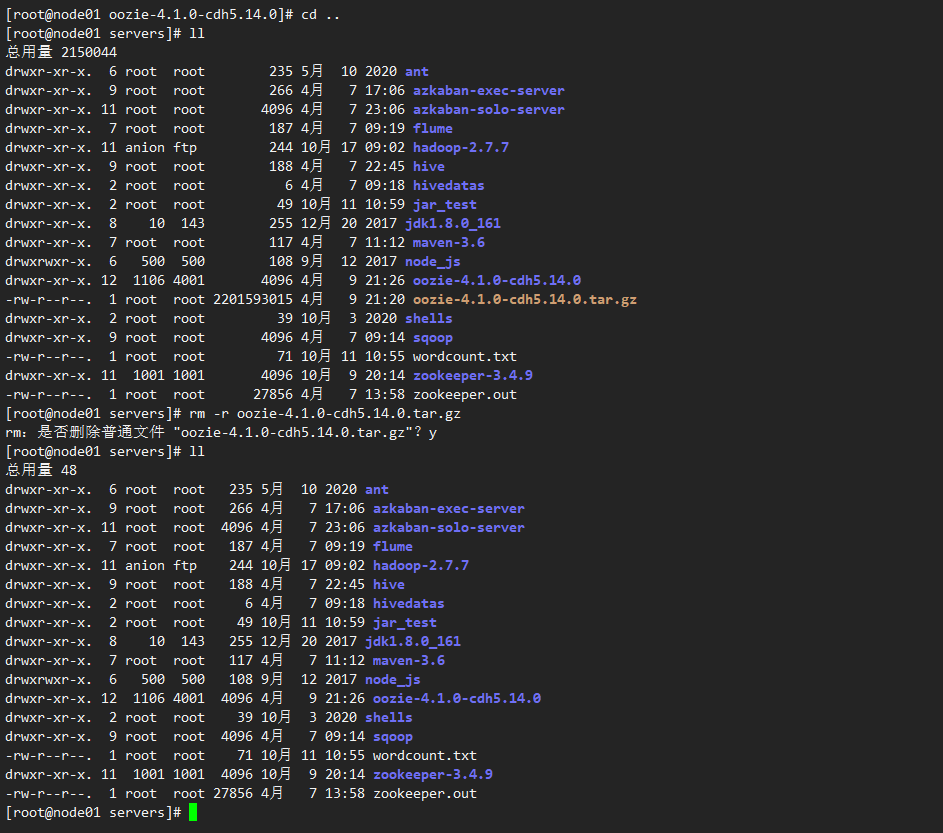 [root@node01 oozie-4.1.0-cdh5.14.0]# cd ..
[root@node01 servers]# ll
总用量 2150044
drwxr-xr-x.  6 root  root        235 5月  10 2020 ant
drwxr-xr-x.  9 root  root        266 4月   7 17:06 azkaban-exec-server
drwxr-xr-x. 11 root  root       4096 4月   7 23:06 azkaban-solo-server
drwxr-xr-x.  7 root  root        187 4月   7 09:19 flume
drwxr-xr-x. 11 anion ftp         244 10月 17 09:02 hadoop-2.7.7
drwxr-xr-x.  9 root  root        188 4月   7 22:45 hive
drwxr-xr-x.  2 root  root          6 4月   7 09:18 hivedatas
drwxr-xr-x.  2 root  root         49 10月 11 10:59 jar_test
drwxr-xr-x.  8    10  143        255 12月 20 2017 jdk1.8.0_161
drwxr-xr-x.  7 root  root        117 4月   7 11:12 maven-3.6
drwxrwxr-x.  6   500  500        108 9月  12 2017 node_js
drwxr-xr-x. 12  1106 4001       4096 4月   9 21:26 oozie-4.1.0-cdh5.14.0
-rw-r--r--.  1 root  root 2201593015 4月   9 21:20 oozie-4.1.0-cdh5.14.0.tar.gz
drwxr-xr-x.  2 root  root         39 10月  3 2020 shells
drwxr-xr-x.  9 root  root       4096 4月   7 09:14 sqoop
-rw-r--r--.  1 root  root         71 10月 11 10:55 wordcount.txt
drwxr-xr-x. 11  1001 1001       4096 10月  9 20:14 zookeeper-3.4.9
-rw-r--r--.  1 root  root      27856 4月   7 13:58 zookeeper.out
[root@node01 servers]# rm -r oozie-4.1.0-cdh5.14.0.tar.gz
rm：是否删除普通文件 "oozie-4.1.0-cdh5.14.0.tar.gz"？y
[root@node01 servers]# ll
总用量 48
drwxr-xr-x.  6 root  root   235 5月  10 2020 ant
drwxr-xr-x.  9 root  root   266 4月   7 17:06 azkaban-exec-server
drwxr-xr-x. 11 root  root  4096 4月   7 23:06 azkaban-solo-server
drwxr-xr-x.  7 root  root   187 4月   7 09:19 flume
drwxr-xr-x. 11 anion ftp    244 10月 17 09:02 hadoop-2.7.7
drwxr-xr-x.  9 root  root   188 4月   7 22:45 hive
drwxr-xr-x.  2 root  root     6 4月   7 09:18 hivedatas
drwxr-xr-x.  2 root  root    49 10月 11 10:59 jar_test
drwxr-xr-x.  8    10  143   255 12月 20 2017 jdk1.8.0_161
drwxr-xr-x.  7 root  root   117 4月   7 11:12 maven-3.6
drwxrwxr-x.  6   500  500   108 9月  12 2017 node_js
drwxr-xr-x. 12  1106 4001  4096 4月   9 21:26 oozie-4.1.0-cdh5.14.0
drwxr-xr-x.  2 root  root    39 10月  3 2020 shells
drwxr-xr-x.  9 root  root  4096 4月   7 09:14 sqoop
-rw-r--r--.  1 root  root    71 10月 11 10:55 wordcount.txt
drwxr-xr-x. 11  1001 1001  4096 10月  9 20:14 zookeeper-3.4.9
-rw-r--r--.  1 root  root 27856 4月   7 13:58 zookeeper.out
[root@node01 servers]#